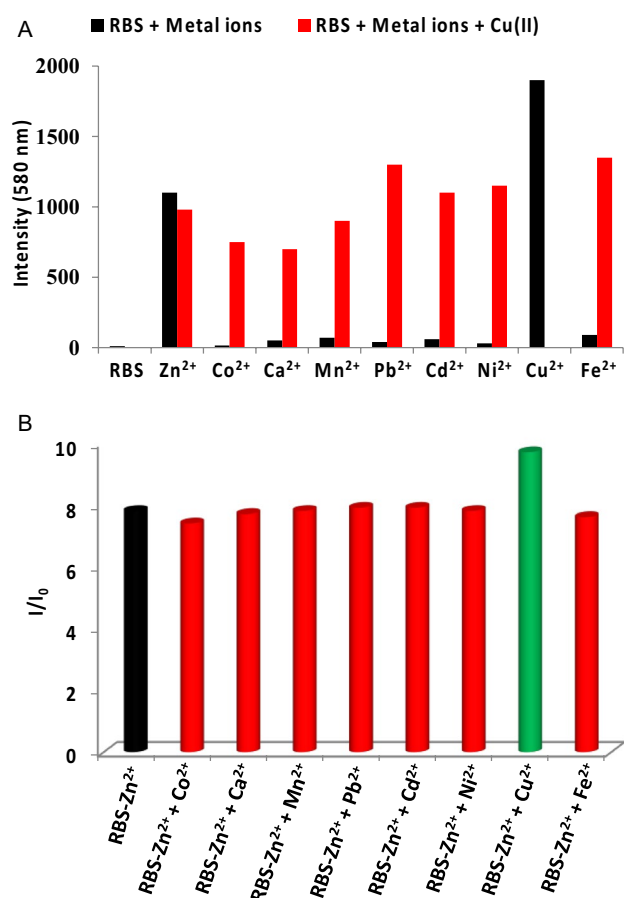 A
RBS + Metal ions RBS + Metal ions + Cu(II)
2000
1500
1000
500
0
Intensity (580 nm)
RBS Zn²⁺ Co²⁺ Ca²⁺ Mn²⁺ Pb²⁺ Cd²⁺ Ni²⁺ Cu²⁺ Fe²⁺
B
10
8
6
4
2
0
I/I₀
RBS-Zn²⁺
RBS-Zn²⁺ + Co²⁺
RBS-Zn²⁺ + Ca²⁺
RBS-Zn²⁺ + Mn²⁺
RBS-Zn²⁺ + Pb²⁺
RBS-Zn²⁺ + Cd²⁺
RBS-Zn²⁺ + Ni²⁺
RBS-Zn²⁺ + Cu²⁺
RBS-Zn²⁺ + Fe²⁺